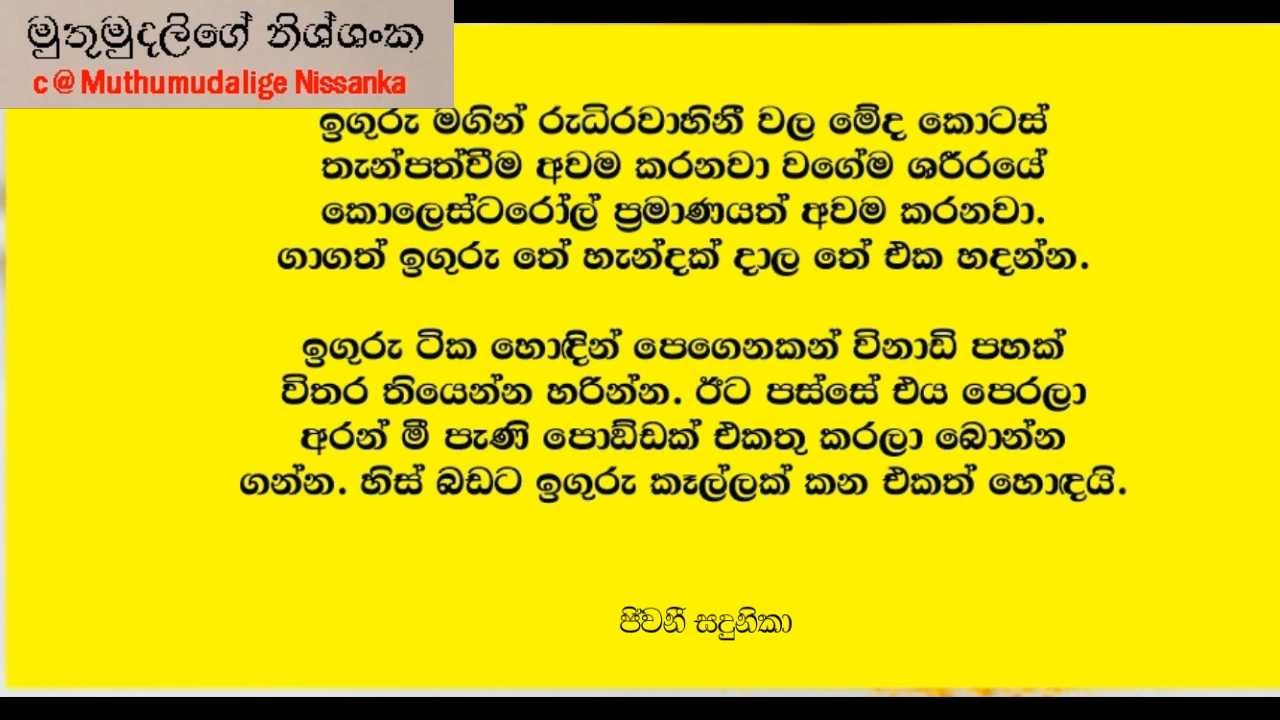 මුතුමුදලිගේ නිශ්ශංක
c@Muthumudalige Nissanka
ඉගුරු මගින් රුධිරවාහිනී වල මේද කොටස්
තැන්පත්වීම අවම කරනවා වගේම ශරීරයේ
කොලෙස්ටරෝල් ප්‍රමාණයත් අවම කරනවා.
ගාගත් ඉගුරු තේ හැන්දක් දාල තේ එක හදන්න.
ඉගුරු ටික හොඳින් පෙගෙනකන් විනාඩි පහක්
විතර තියෙන්න හරින්න. ඊට පස්සේ එය පෙරලා
අරන් මී පැණි පොඩ්ඩක් එකතු කරලා බොන්න
ගන්න. හිස් බඩට ඉගුරු කෑල්ලක් කන එකත් හොඳයි.
ජීවනී සදුනිකා